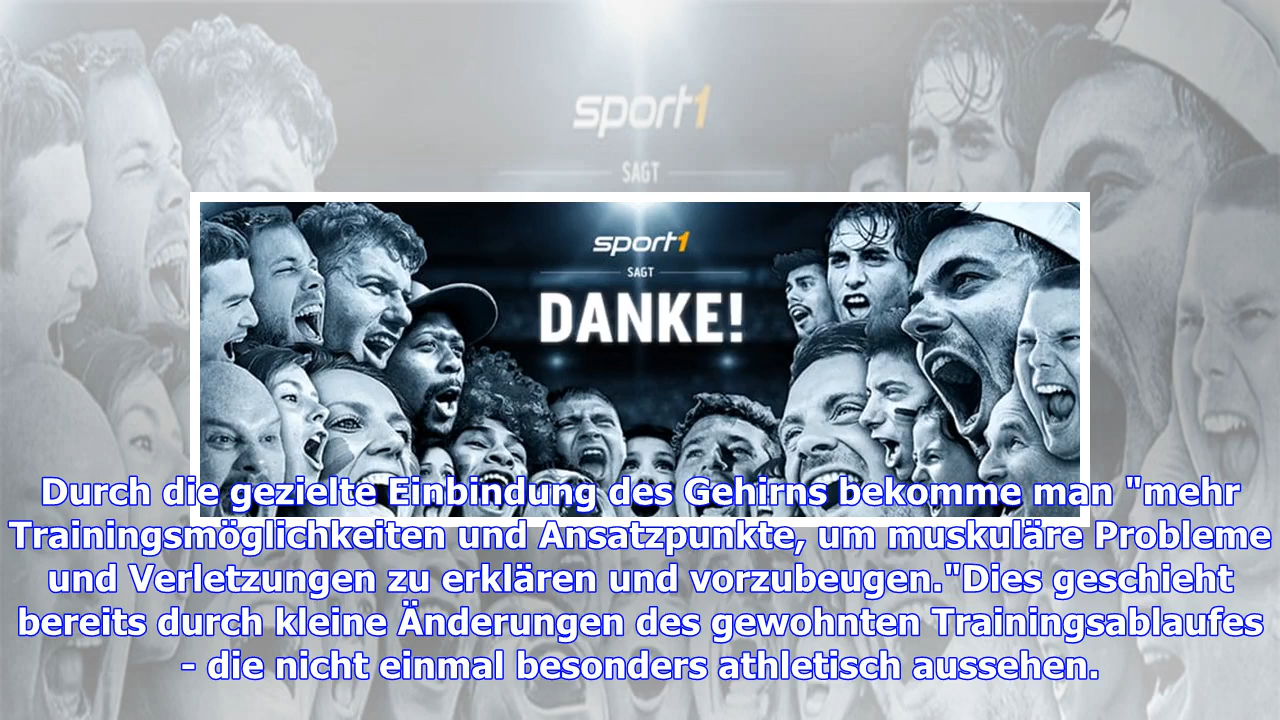 sport1
SAGT
sport1
SAGT
DANKE!
Durch die gezielte Einbindung des Gehirns bekomme man "mehr
Trainingsmöglichkeiten und Ansatzpunkte, um muskuläre Probleme
und Verletzungen zu erklären und vorzubeugen."Dies geschieht
bereits durch kleine Änderungen des gewohnten Trainingsablaufes
- die nicht einmal besonders athletisch aussehen.